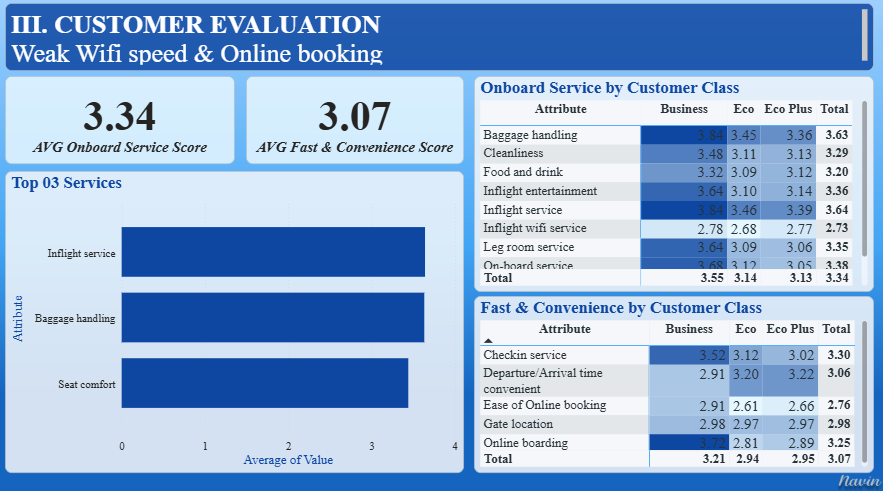 III. CUSTOMER EVALUATION
Weak Wifi speed & Online booking
3.34
AVG Onboard Service Score
3.07
AVG Fast & Convenience Score
Top 03 Services
Attribute
Inflight service
Baggage handling
Seat comfort
0 1 2 3 4
Average of Value
Onboard Service by Customer Class
Attribute Business Eco Eco Plus Total
Baggage handling 3.84 3.45 3.36 3.63
Cleanliness 3.48 3.11 3.13 3.29
Food and drink 3.32 3.09 3.12 3.20
Inflight entertainment 3.64 3.10 3.14 3.36
Inflight service 3.84 3.46 3.39 3.64
Inflight wifi service 2.78 2.68 2.77 2.73
Leg room service 3.64 3.09 3.06 3.35
On-board service 3.68 3.12 3.05 3.38
Total 3.55 3.14 3.13 3.34
Fast & Convenience by Customer Class
Attribute Business Eco Eco Plus Total
Checkin service 3.52 3.12 3.02 3.30
Departure/Arrival time 2.91 3.20 3.22 3.06
convenient
Ease of Online booking 2.91 2.61 2.66 2.76
Gate location 2.98 2.97 2.97 2.98
Online boarding 3.72 2.81 2.89 3.25
Total 3.21 2.94 2.95 3.07
Navin